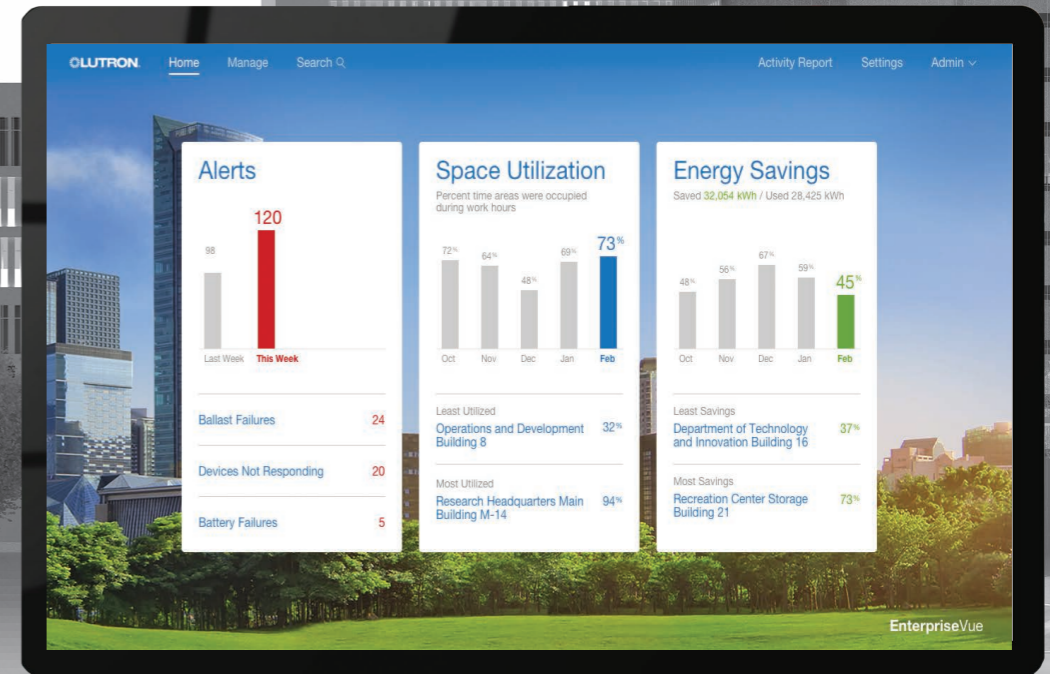 LUTRON
Home Manage Search
Activity Report Settings Admin
Alerts
98
120
Last Week This Week
Ballast Failures 24
Devices Not Responding 20
Battery Failures 5
Space Utilization
Percent time areas were occupied
during work hours
72% 64% 48% 69% 73%
Oct Nov Dec Jan Feb
Least Utilized
Operations and Development 32%
Building 8
Most Utilized
Research Headquarters Main 94%
Building M-14
Energy Savings
Saved 32,054 kWh / Used 28,425 kWh
48% 56% 67% 59% 45%
Oct Nov Dec Jan Feb
Least Savings
Department of Technology 37%
and Innovation Building 16
Most Savings
Recreation Center Storage 73%
Building 21
EnterpriseVue